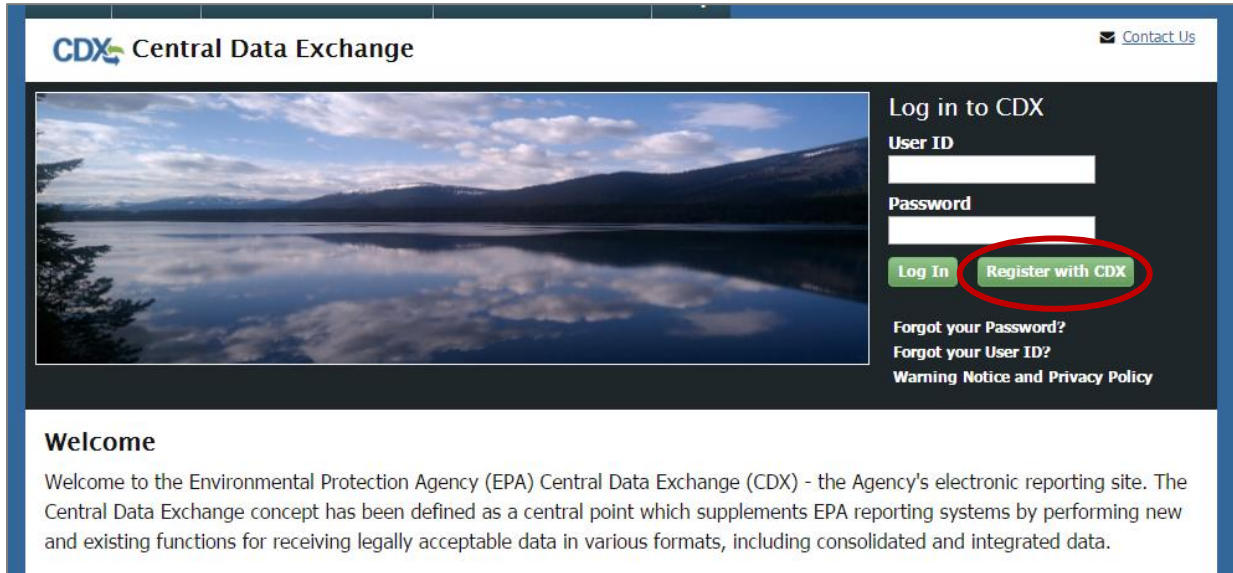 Contact Us
CDX Central Data Exchange
Log in to CDX
User ID
Password
Log In Register with CDX
Forgot your Password?
Forgot your User ID?
Warning Notice and Privacy Policy
Welcome
Welcome to the Environmental Protection Agency (EPA) Central Data Exchange (CDX) - the Agency's electronic reporting site. The
Central Data Exchange concept has been defined as a central point which supplements EPA reporting systems by performing new
and existing functions for receiving legally acceptable data in various formats, including consolidated and integrated data.